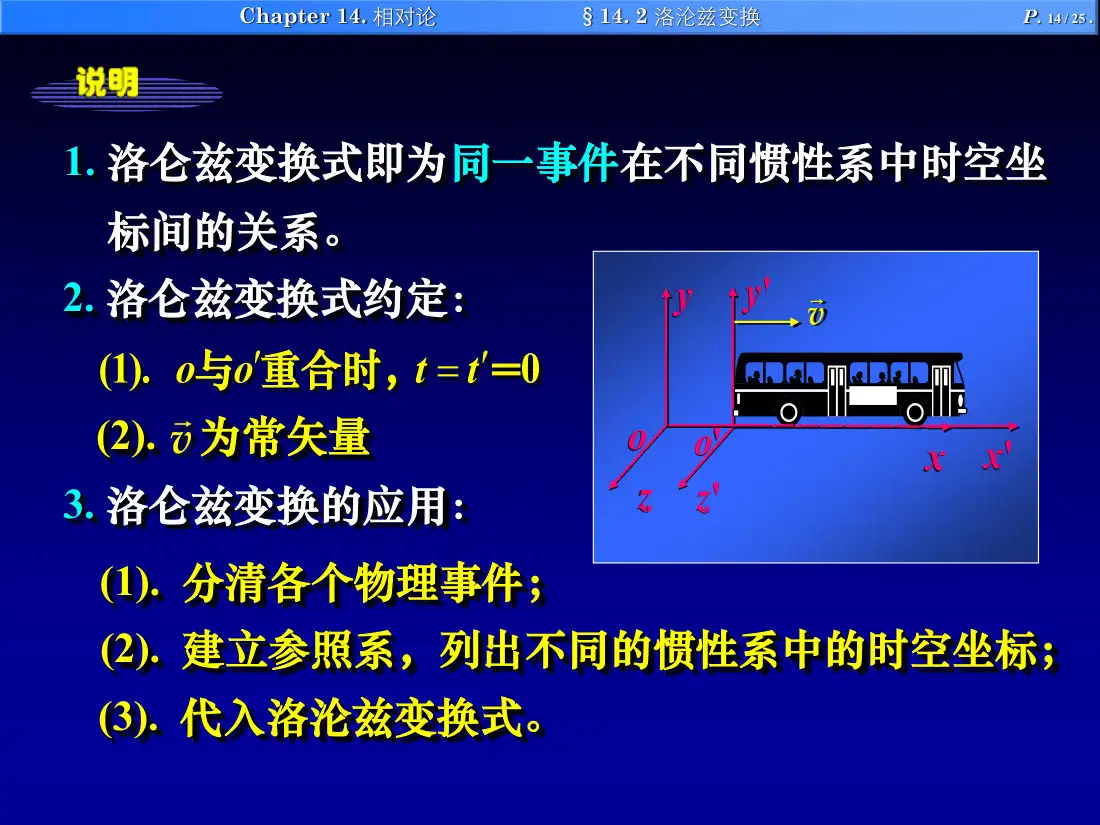 Chapter 14. 相对论 § 14. 2 洛沦兹变换 P. 14 / 25 .
说明
1. 洛仑兹变换式即为同一事件在不同惯性系中时空坐
标间的关系。
2. 洛仑兹变换式约定:
(1). o与o′重合时, t = t′=0
(2). v⃗ 为常矢量
3. 洛仑兹变换的应用:
(1). 分清各个物理事件;
(2). 建立参照系，列出不同的惯性系中的时空坐标;
(3). 代入洛沦兹变换式。
y y' v⃗
o o' x x'
z z'